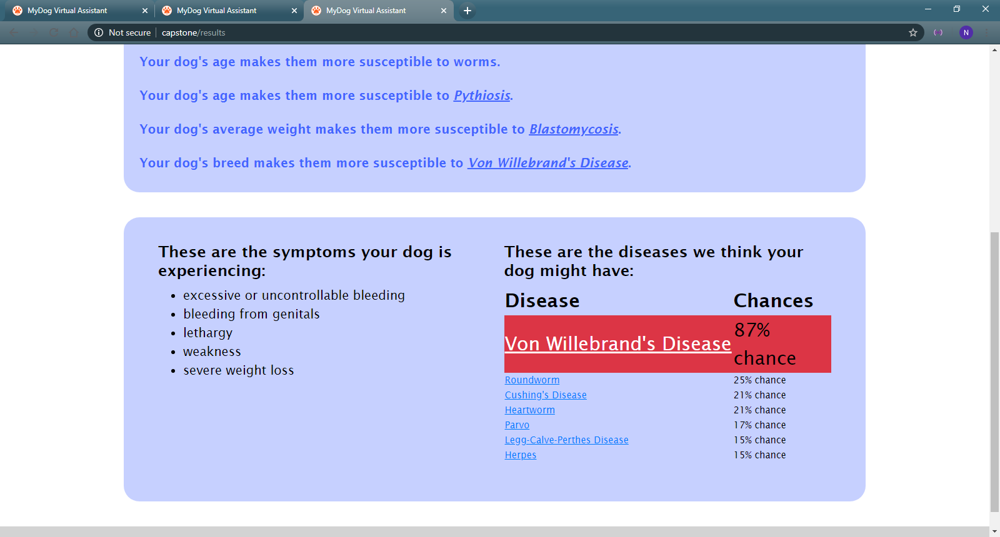 MyDog Virtual Assistant
MyDog Virtual Assistant
MyDog Virtual Assistant
Not secure
capstone/results
N
Your dog's age makes them more susceptible to worms.
Your dog's age makes them more susceptible to Pythiosis.
Your dog's average weight makes them more susceptible to Blastomycosis.
Your dog's breed makes them more susceptible to Von Willebrand's Disease.
These are the symptoms your dog is
experiencing:
• excessive or uncontrollable bleeding
• bleeding from genitals
• lethargy
• weakness
• severe weight loss
These are the diseases we think your
dog might have:
Disease Chances
Von Willebrand's Disease 87%
chance
Roundworm 25% chance
Cushing's Disease 21% chance
Heartworm 21% chance
Parvo 17% chance
Legg-Calve-Perthes Disease 15% chance
Herpes 15% chance